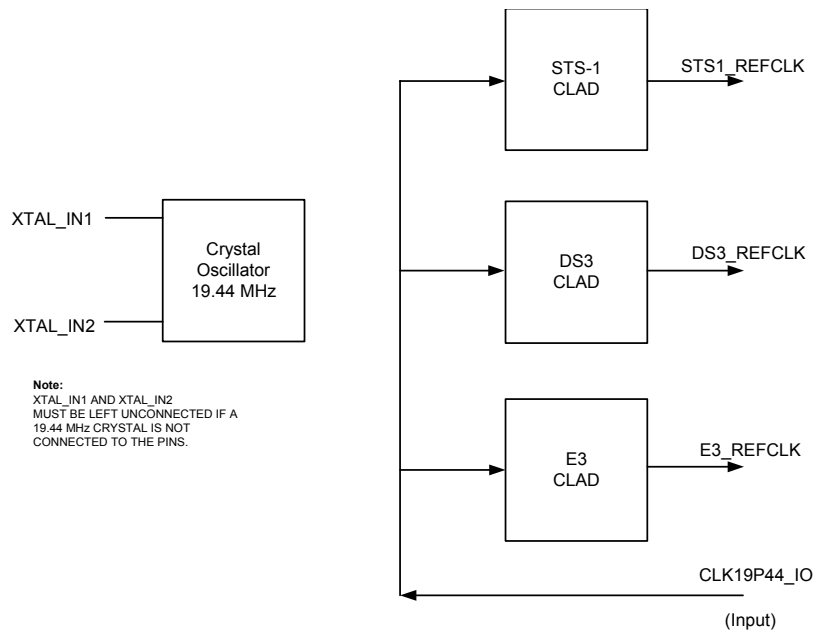 STS-1
CLAD
STS1_REFCLK
XTAL_IN1
Crystal
Oscillator
19.44 MHz
XTAL_IN2
DS3
CLAD
DS3_REFCLK
Note:
XTAL_IN1 AND XTAL_IN2
MUST BE LEFT UNCONNECTED IF A
19.44 MHz CRYSTAL IS NOT
CONNECTED TO THE PINS.
E3
CLAD
E3_REFCLK
CLK19P44_IO
(Input)